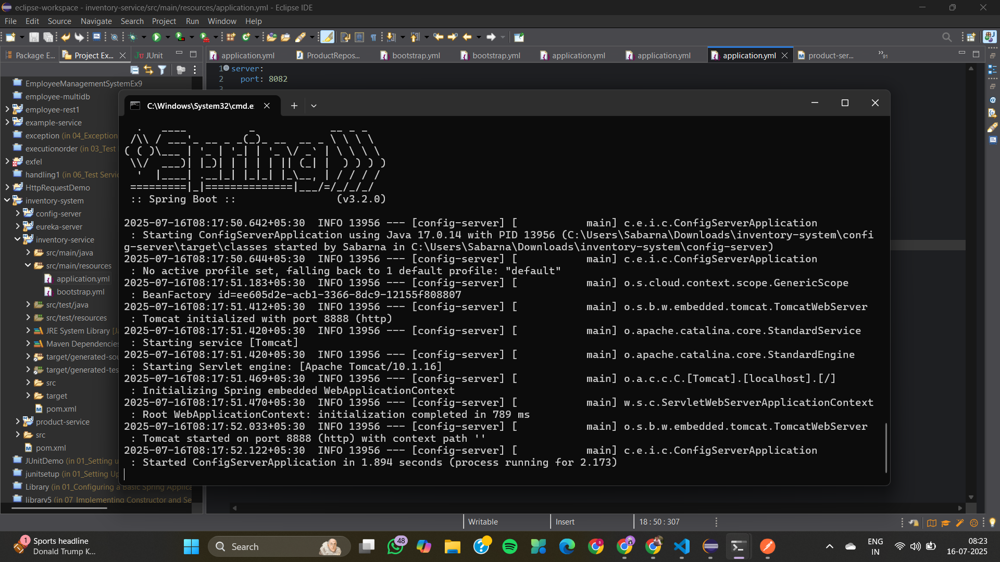 eclipse-workspace - inventory-service/src/main/resources/application.yml - Eclipse IDE
File Edit Source Navigate Search Project Run Window Help
Package E... Project Ex... JUnit
application.yml ProductRepos... bootstrap.yml bootstrap.yml application.yml application.yml application.yml product-ser... 91
1 server:
2 port: 8082
3
EmployeeManagementSystemEx9
employee-multidb
employee-rest1
example-service
exception (in 04_Exception
executionorder (in 03_Test
exfel
handling1 (in 06_Test Servic
HttpRequestDemo
inventory-system
config-server
eureka-server
inventory-service
src/main/java
src/main/resources
application.yml
bootstrap.yml
src/test/java
src/test/resources
JRE System Library [Ja
Maven Dependencies
target/generated-sou
target/generated-tes
src
target
pom.xml
product-service
src
pom.xml
JUnitDemo (in 01_Setting u
junitsetup (in 01_Setting Up
Library (in 01_Configuring a Basic Spring Applica
library5 (in 07_Implementing Constructor and Se
C:\Windows\System32\cmd.e
:: Spring Boot :: (v3.2.0)
2025-07-16T08:17:50.642+05:30 INFO 13956 --- [config-server] [ main] c.e.i.c.ConfigServerApplication
: Starting ConfigServerApplication using Java 17.0.14 with PID 13956 (C:\Users\Sabarna\Downloads\inventory-system\confi
g-server\target\classes started by Sabarna in C:\Users\Sabarna\Downloads\inventory-system\config-server)
2025-07-16T08:17:50.644+05:30 INFO 13956 --- [config-server] [ main] c.e.i.c.ConfigServerApplication
: No active profile set, falling back to 1 default profile: "default"
2025-07-16T08:17:51.183+05:30 INFO 13956 --- [config-server] [ main] o.s.cloud.context.scope.GenericScope
: BeanFactory id=ee605d2e-acb1-3366-8dc9-12155f808807
2025-07-16T08:17:51.412+05:30 INFO 13956 --- [config-server] [ main] o.s.b.w.embedded.tomcat.TomcatWebServer
: Tomcat initialized with port 8888 (http)
2025-07-16T08:17:51.420+05:30 INFO 13956 --- [config-server] [ main] o.apache.catalina.core.StandardService
: Starting service [Tomcat]
2025-07-16T08:17:51.420+05:30 INFO 13956 --- [config-server] [ main] o.apache.catalina.core.StandardEngine
: Starting Servlet engine: [Apache Tomcat/10.1.16]
2025-07-16T08:17:51.469+05:30 INFO 13956 --- [config-server] [ main] o.a.c.c.C.[Tomcat].[localhost].[/]
: Initializing Spring embedded WebApplicationContext
2025-07-16T08:17:51.470+05:30 INFO 13956 --- [config-server] [ main] w.s.c.ServletWebServerApplicationContext
: Root WebApplicationContext: initialization completed in 789 ms
2025-07-16T08:17:52.033+05:30 INFO 13956 --- [config-server] [ main] o.s.b.w.embedded.tomcat.TomcatWebServer
: Tomcat started on port 8888 (http) with context path ''
2025-07-16T08:17:52.122+05:30 INFO 13956 --- [config-server] [ main] c.e.i.c.ConfigServerApplication
: Started ConfigServerApplication in 1.894 seconds (process running for 2.173)
Writable Insert 18 : 50 : 307
1 Sports headline
Donald Trump K...
Search
48
ENG
IN
08:23
16-07-2025